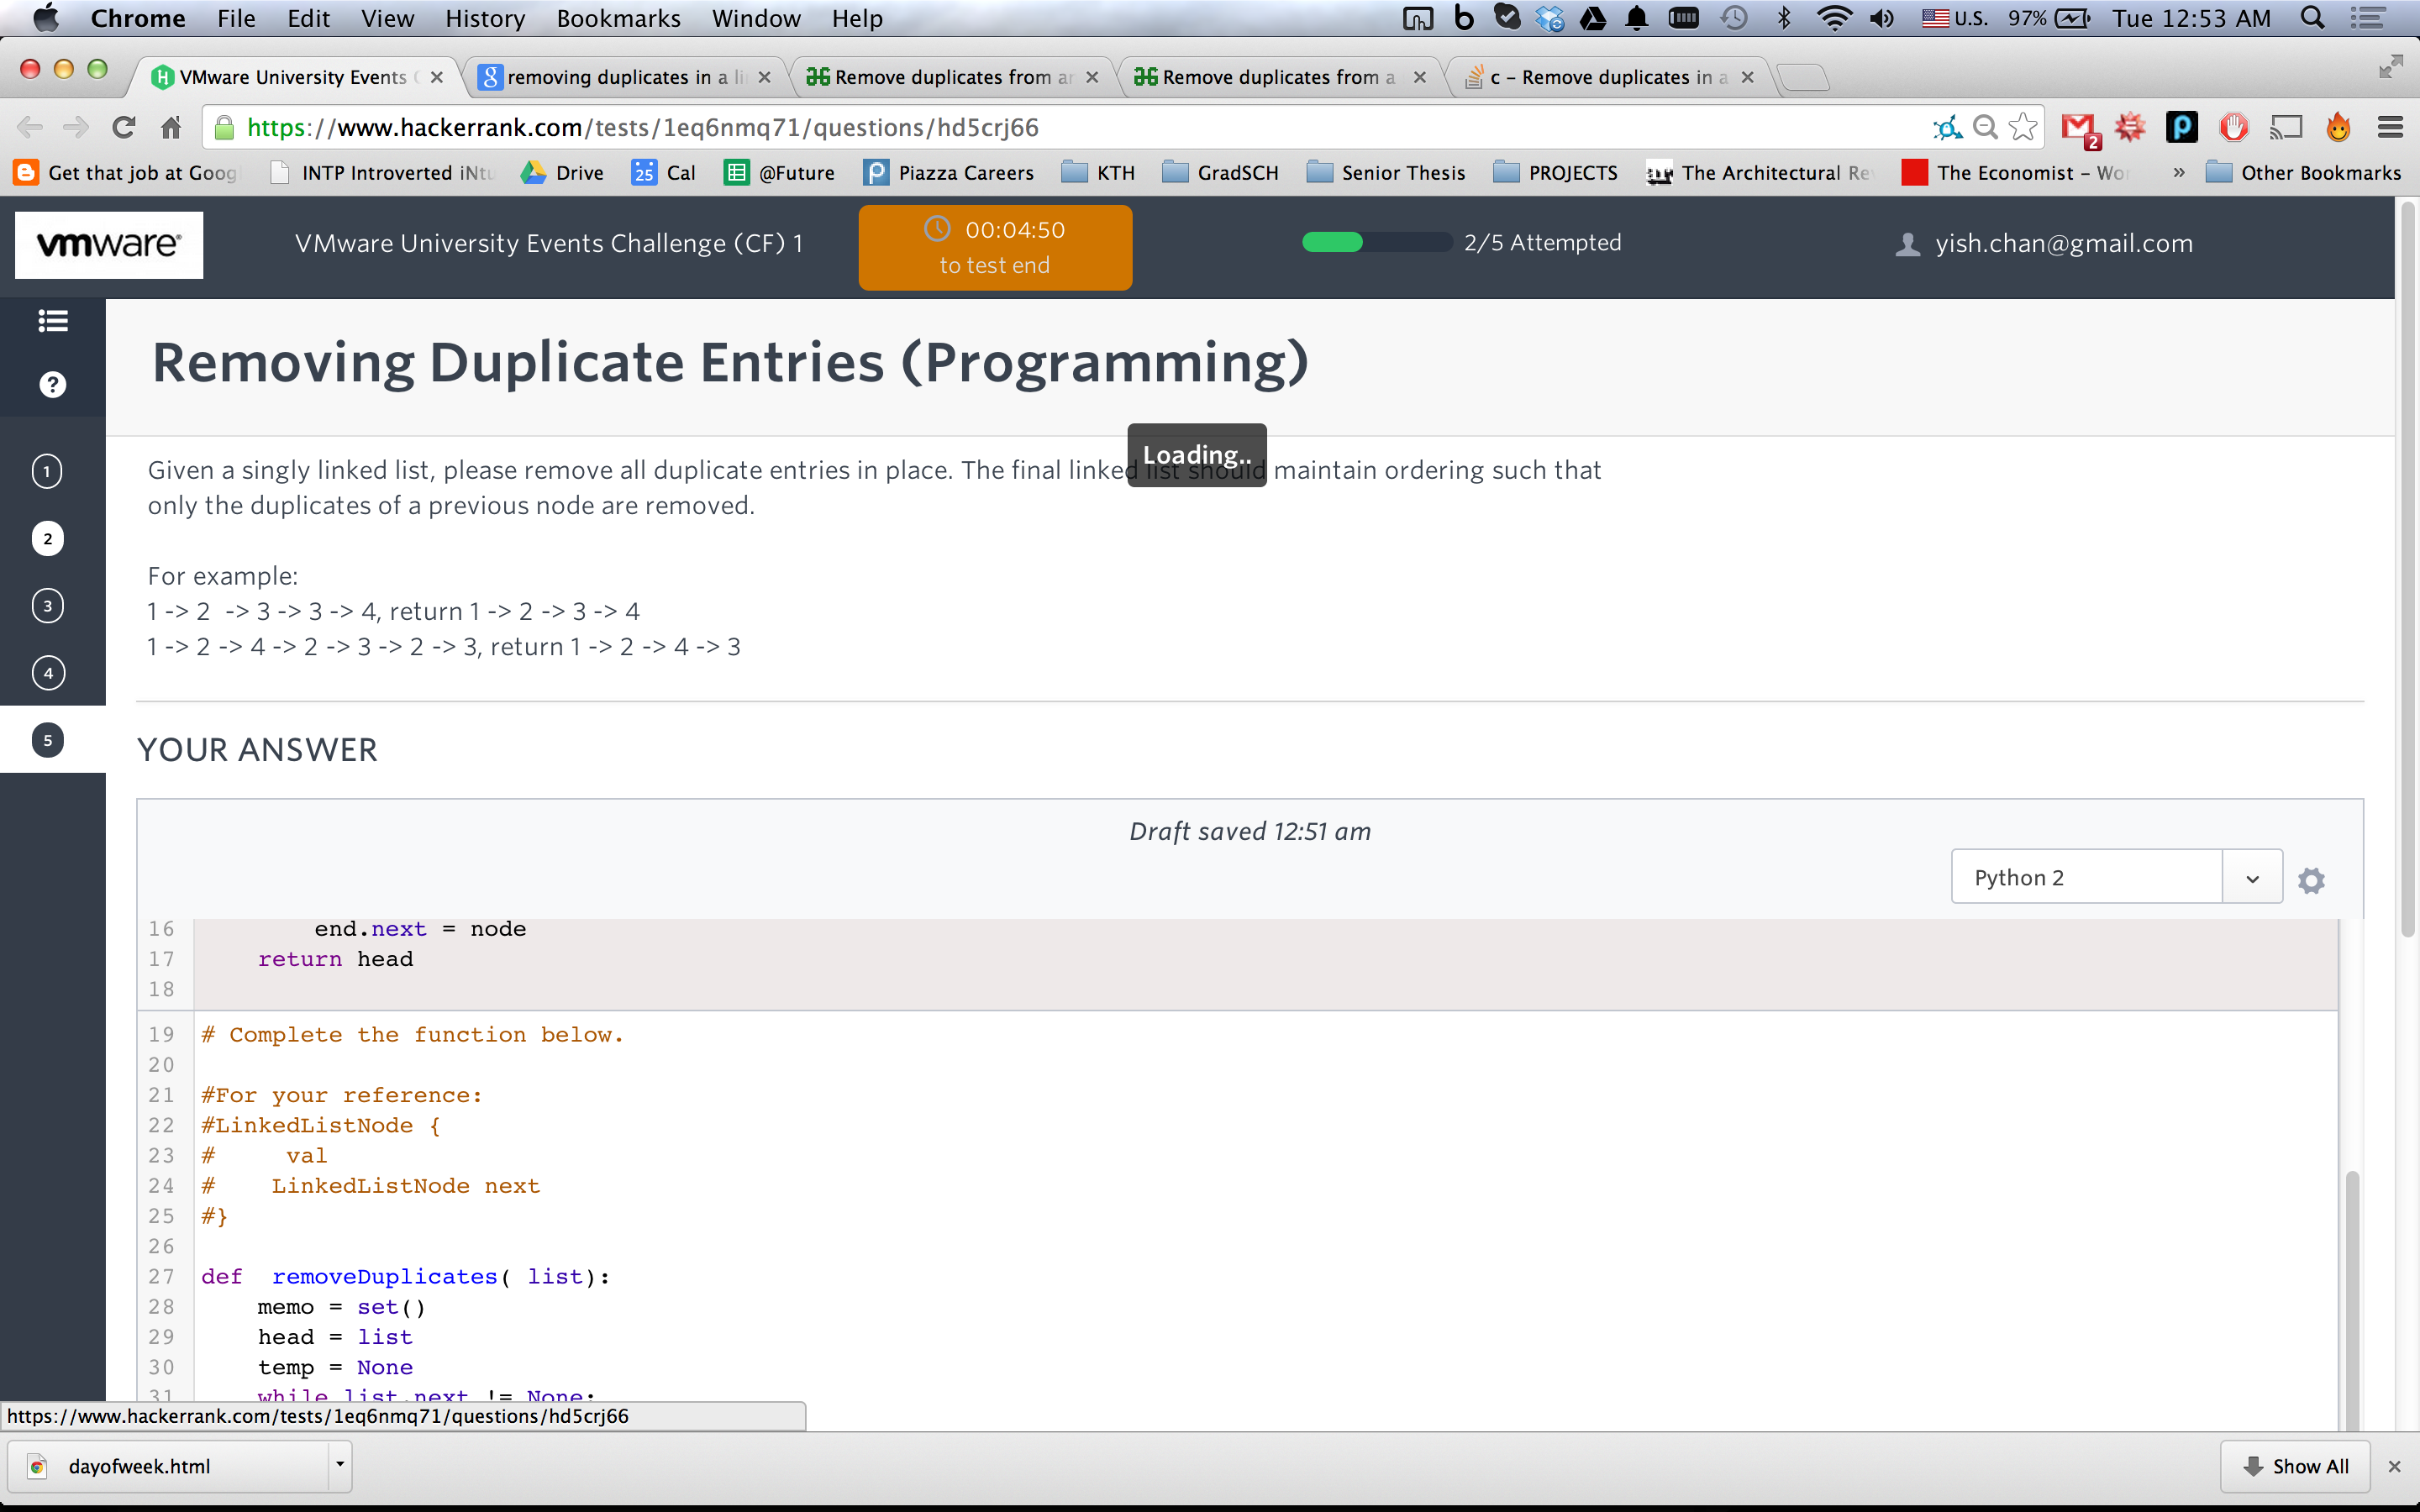 Chrome File Edit View History Bookmarks Window Help U.S. 97% Tue 12:53 AM
VMware University Events removing duplicates in a li Remove duplicates from a Remove duplicates from a c – Remove duplicates in a
https://www.hackerrank.com/tests/1eq6nmq71/questions/hd5crj66 2
Get that job at Goog INTP Introverted iNtu Drive 25 Cal @Future Piazza Careers KTH GradSCH Senior Thesis PROJECTS The Architectural Re The Economist – Wor » Other Bookmarks
vmware VMware University Events Challenge (CF) 1 00:04:50 2/5 Attempted yish.chan@gmail.com
to test end
Removing Duplicate Entries (Programming)
Loading..
Given a singly linked list, please remove all duplicate entries in place. The final linked list should maintain ordering such that
only the duplicates of a previous node are removed.
For example:
1 -> 2  -> 3 -> 3 -> 4, return 1 -> 2 -> 3 -> 4
1 -> 2 -> 4 -> 2 -> 3 -> 2 -> 3, return 1 -> 2 -> 4 -> 3
1
2
3
4
5
YOUR ANSWER
Draft saved 12:51 am
Python 2
16         end.next = node
17     return head
18
19 # Complete the function below.
20
21 #For your reference:
22 #LinkedListNode {
23 #     val
24 #    LinkedListNode next
25 #}
26
27 def  removeDuplicates( list):
28     memo = set()
29     head = list
30     temp = None
31     while list.next != None:
https://www.hackerrank.com/tests/1eq6nmq71/questions/hd5crj66
dayofweek.html Show All